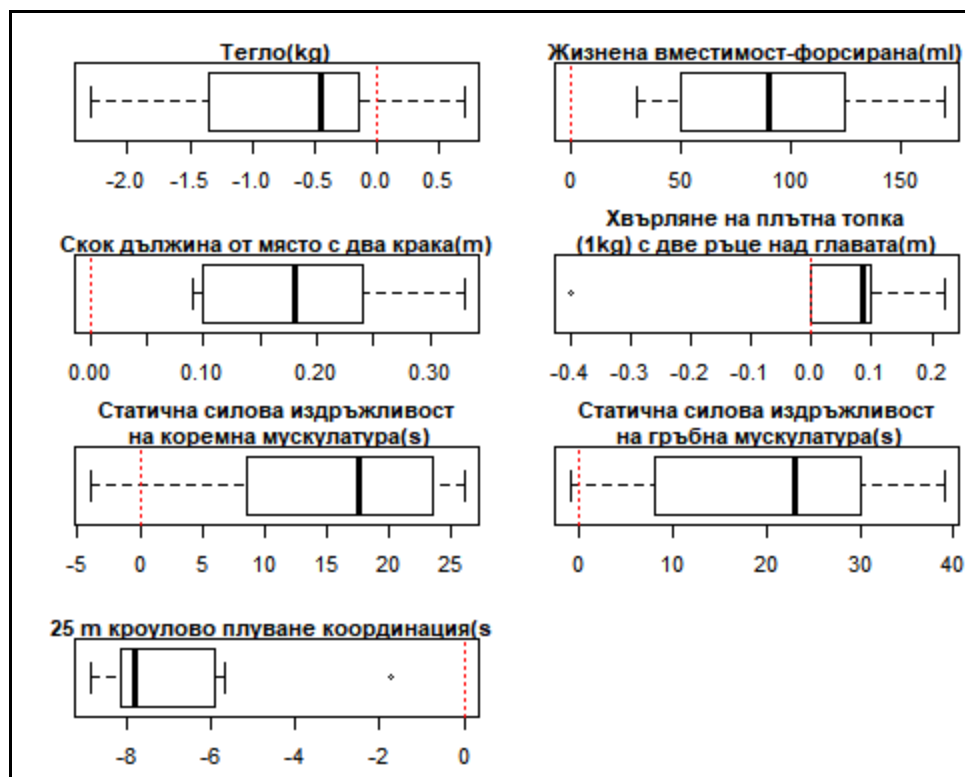 Тегло(kg)
-2.0 -1.5 -1.0 -0.5 0.0 0.5
Жизнена вместимост-форсирана(ml)
0 50 100 150
Скок дължина от място с два крака(m)
0.00 0.10 0.20 0.30
Хвърляне на плътна топка
(1kg) с две ръце над главата(m)
-0.4 -0.3 -0.2 -0.1 0.0 0.1 0.2
Статична силова издръжливост
на коремна мускулатура(s)
-5 0 5 10 15 20 25
Статична силова издръжливост
на гръбна мускулатура(s)
0 10 20 30 40
25 m кроулово плуване координация(s
-8 -6 -4 -2 0